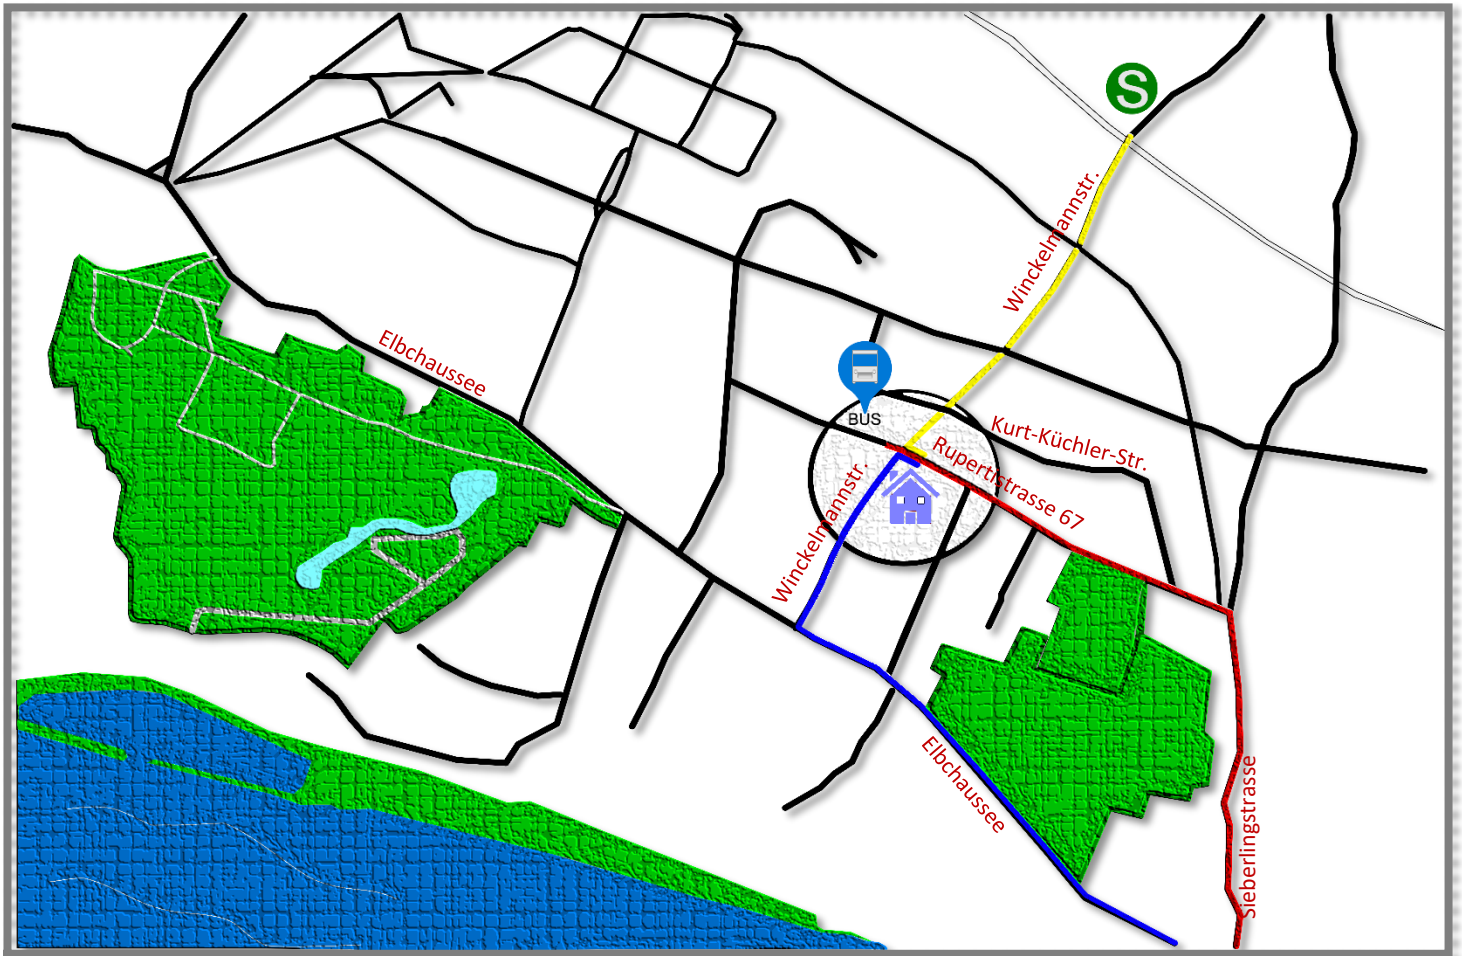 S
Winckelmannstr.
Elbchaussee
BUS
Kurt-Küchler-Str.
Rupertistrasse 67
Winckelmannstr.
Elbchaussee
Sieberlingstrasse